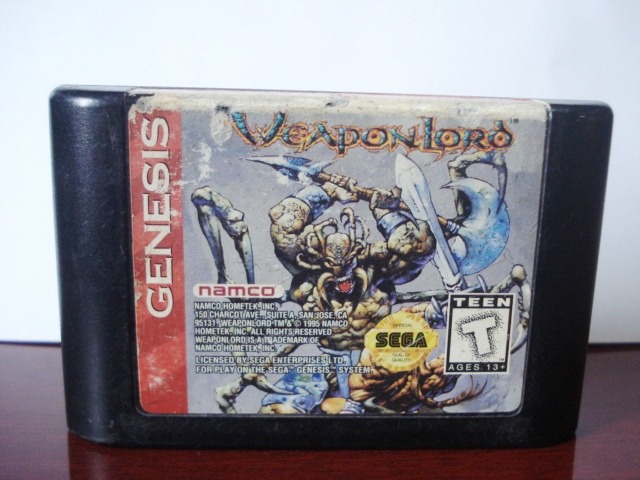 WEAPONLORD™
GENESIS
namco
NAMCO HOMETEK, INC.
150 CHARCOT AVE., SUITE A, SAN JOSE, CA
95131. WEAPONLORD TM & © 1995 NAMCO
HOMETEK, INC. ALL RIGHTS RESERVED
WEAPONLORD IS A TRADEMARK OF
NAMCO HOMETEK, INC.
LICENSED BY SEGA ENTERPRISES LTD.
FOR PLAY ON THE SEGA™ GENESIS™ SYSTEM.
OFFICIAL
SEGA
SEAL OF
QUALITY
TEEN
T
AGES 13+